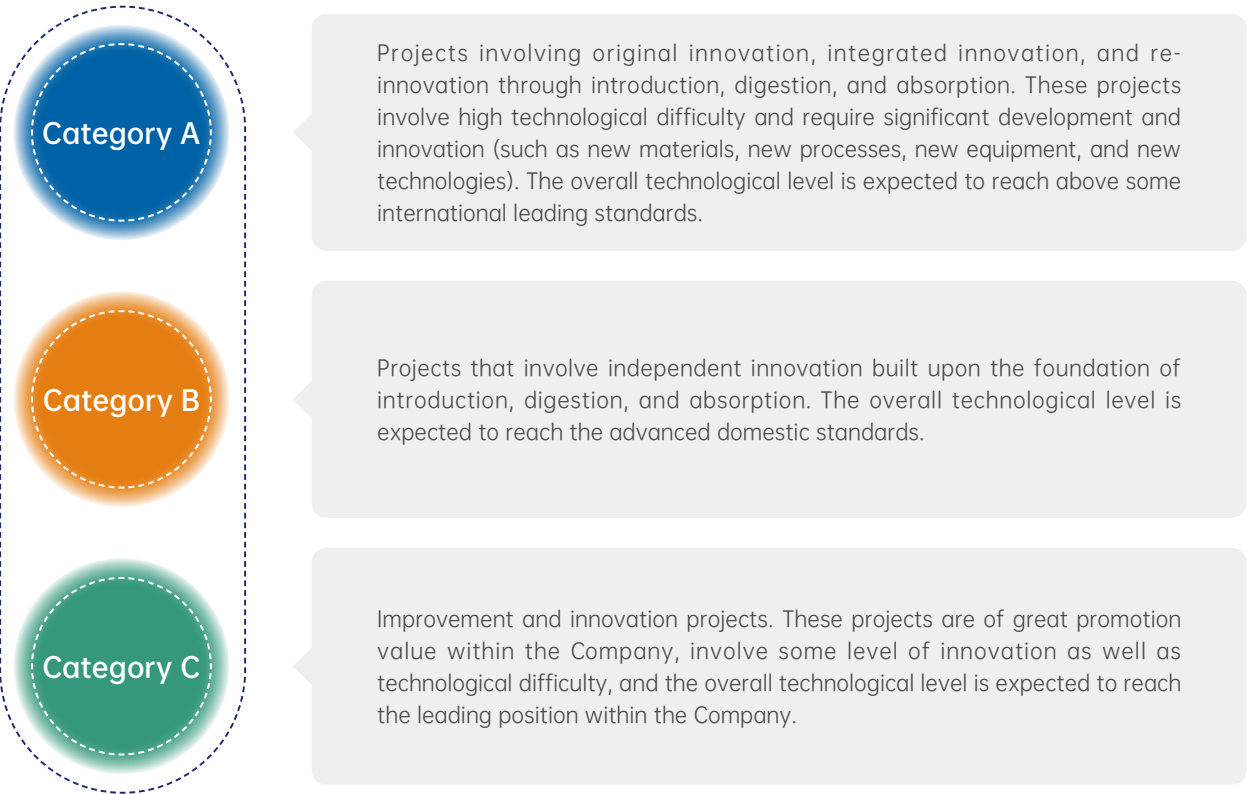 Category A
Projects involving original innovation, integrated innovation, and re-
innovation through introduction, digestion, and absorption. These projects
involve high technological difficulty and require significant development and
innovation (such as new materials, new processes, new equipment, and new
technologies). The overall technological level is expected to reach above some
international leading standards.
Category B
Projects that involve independent innovation built upon the foundation of
introduction, digestion, and absorption. The overall technological level is
expected to reach the advanced domestic standards.
Category C
Improvement and innovation projects. These projects are of great promotion
value within the Company, involve some level of innovation as well as
technological difficulty, and the overall technological level is expected to reach
the leading position within the Company.